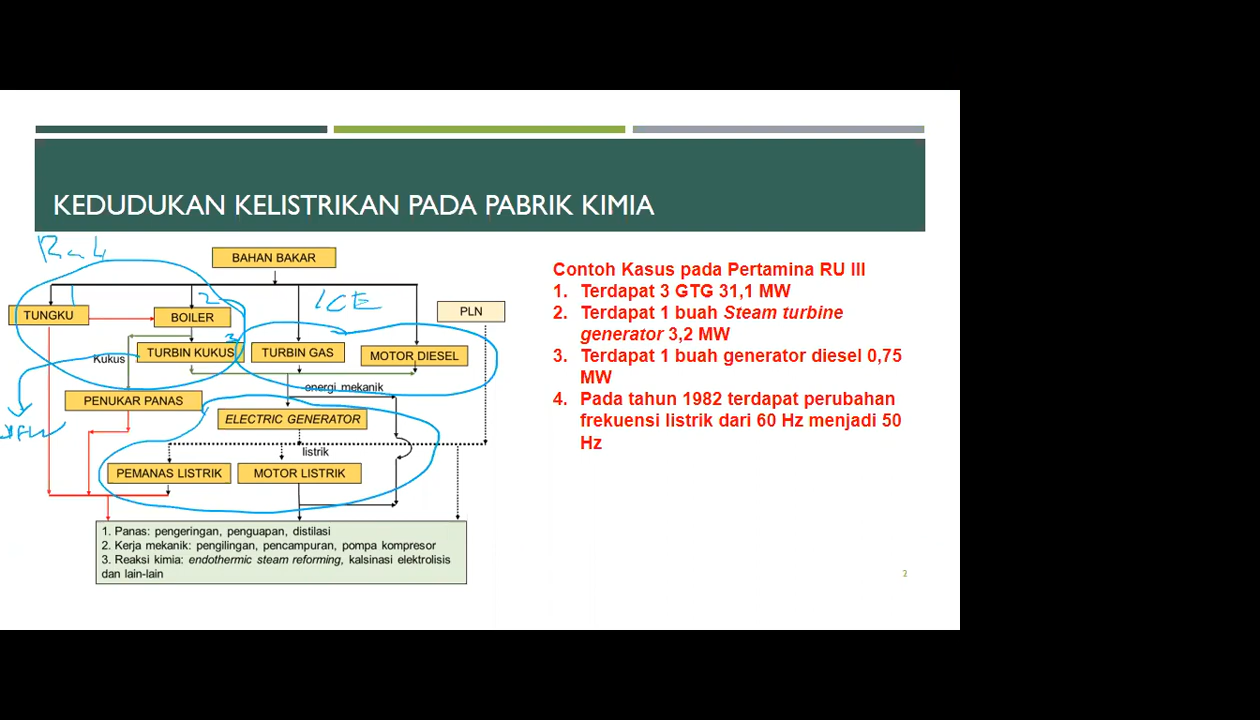 KEDUDUKAN KELISTRIKAN PADA PABRIK KIMIA
BAHAN BAKAR
1
2
ICE
TUNGKU
BOILER
PLN
3
Kukus
TURBIN KUKUS
TURBIN GAS
MOTOR DIESEL
energi mekanik
PENUKAR PANAS
ELECTRIC GENERATOR
listrik
PEMANAS LISTRIK
MOTOR LISTRIK
1. Panas: pengeringan, penguapan, distilasi
2. Kerja mekanik: pengilingan, pencampuran, pompa kompresor
3. Reaksi kimia: endothermic steam reforming, kalsinasi elektrolisis
dan lain-lain
Contoh Kasus pada Pertamina RU III
1. Terdapat 3 GTG 31,1 MW
2. Terdapat 1 buah Steam turbine
generator 3,2 MW
3. Terdapat 1 buah generator diesel 0,75
MW
4. Pada tahun 1982 terdapat perubahan
frekuensi listrik dari 60 Hz menjadi 50
Hz
2